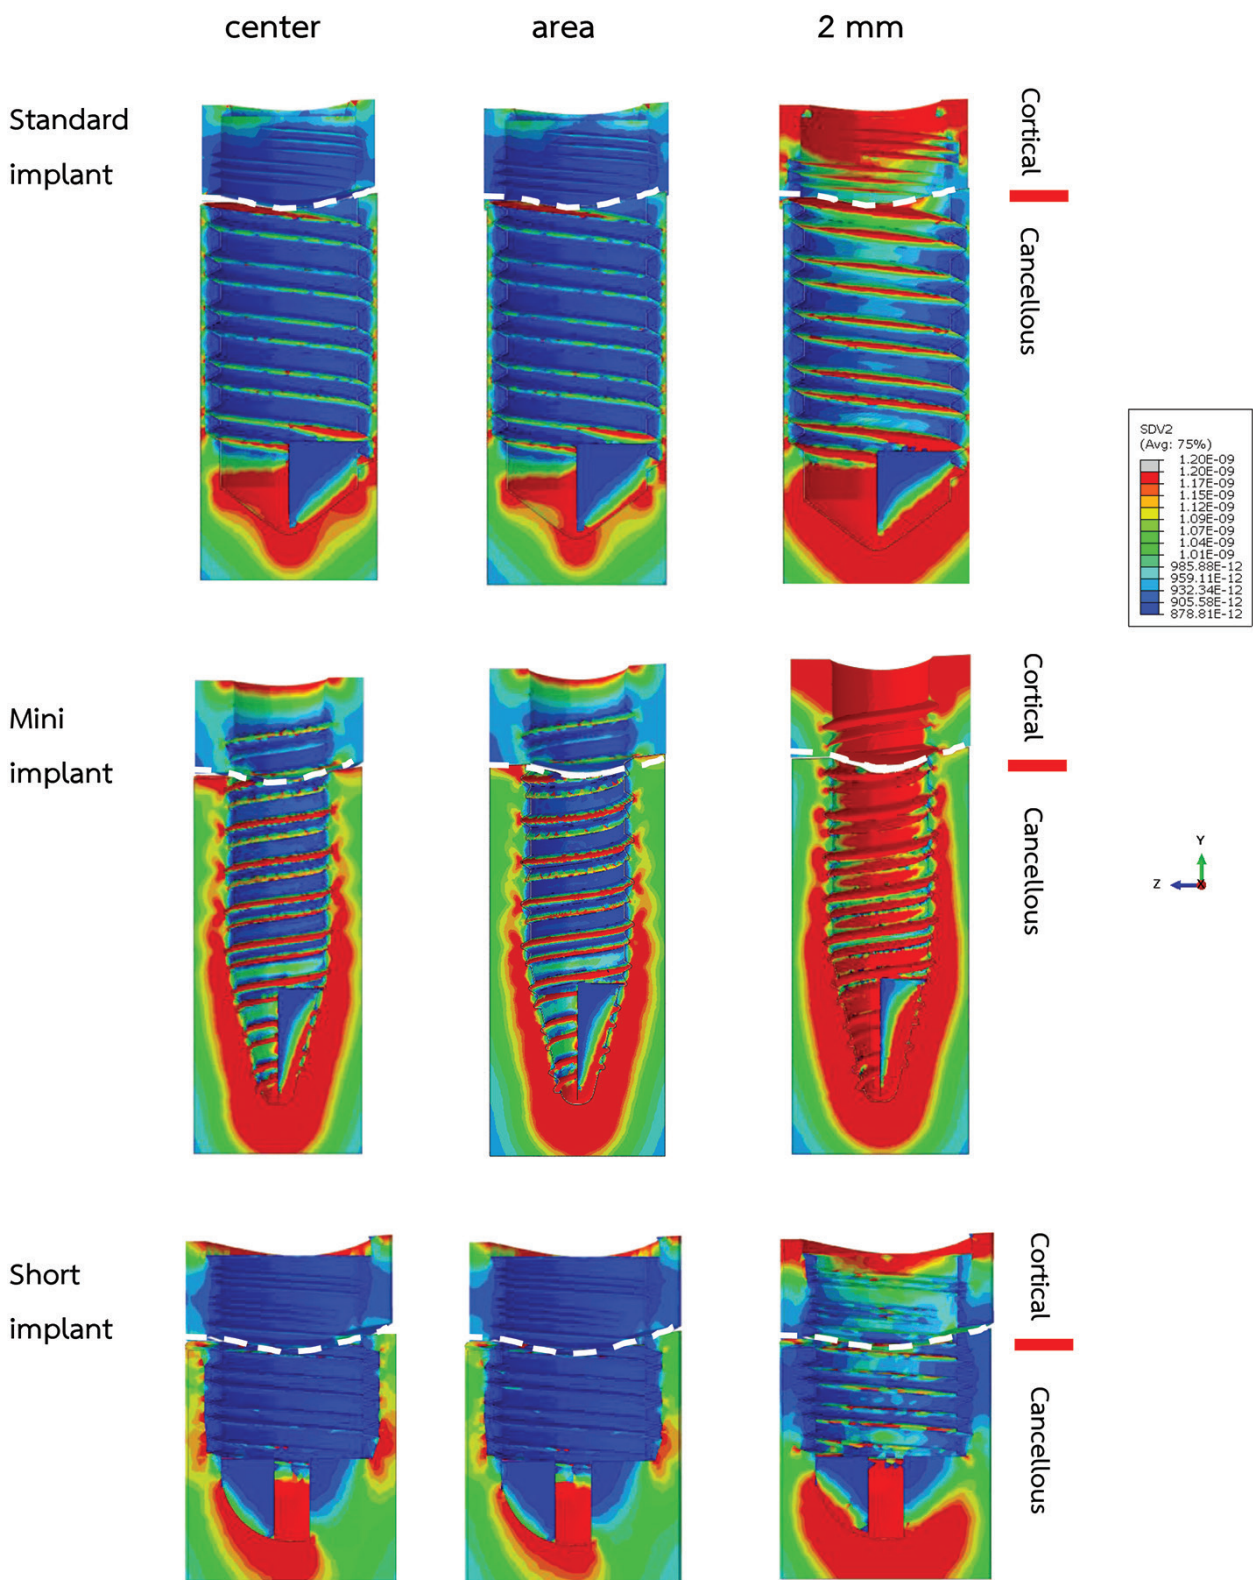 center area 2 mm
Standard
implant
Cortical
Cancellous
SDV2
(Avg: 75%)
1.20E-09
1.20E-09
1.17E-09
1.15E-09
1.12E-09
1.09E-09
1.07E-09
1.04E-09
1.01E-09
985.88E-12
959.11E-12
932.34E-12
905.58E-12
878.81E-12
Mini
implant
Cortical
Cancellous
Y
Z X
Short
implant
Cortical
Cancellous